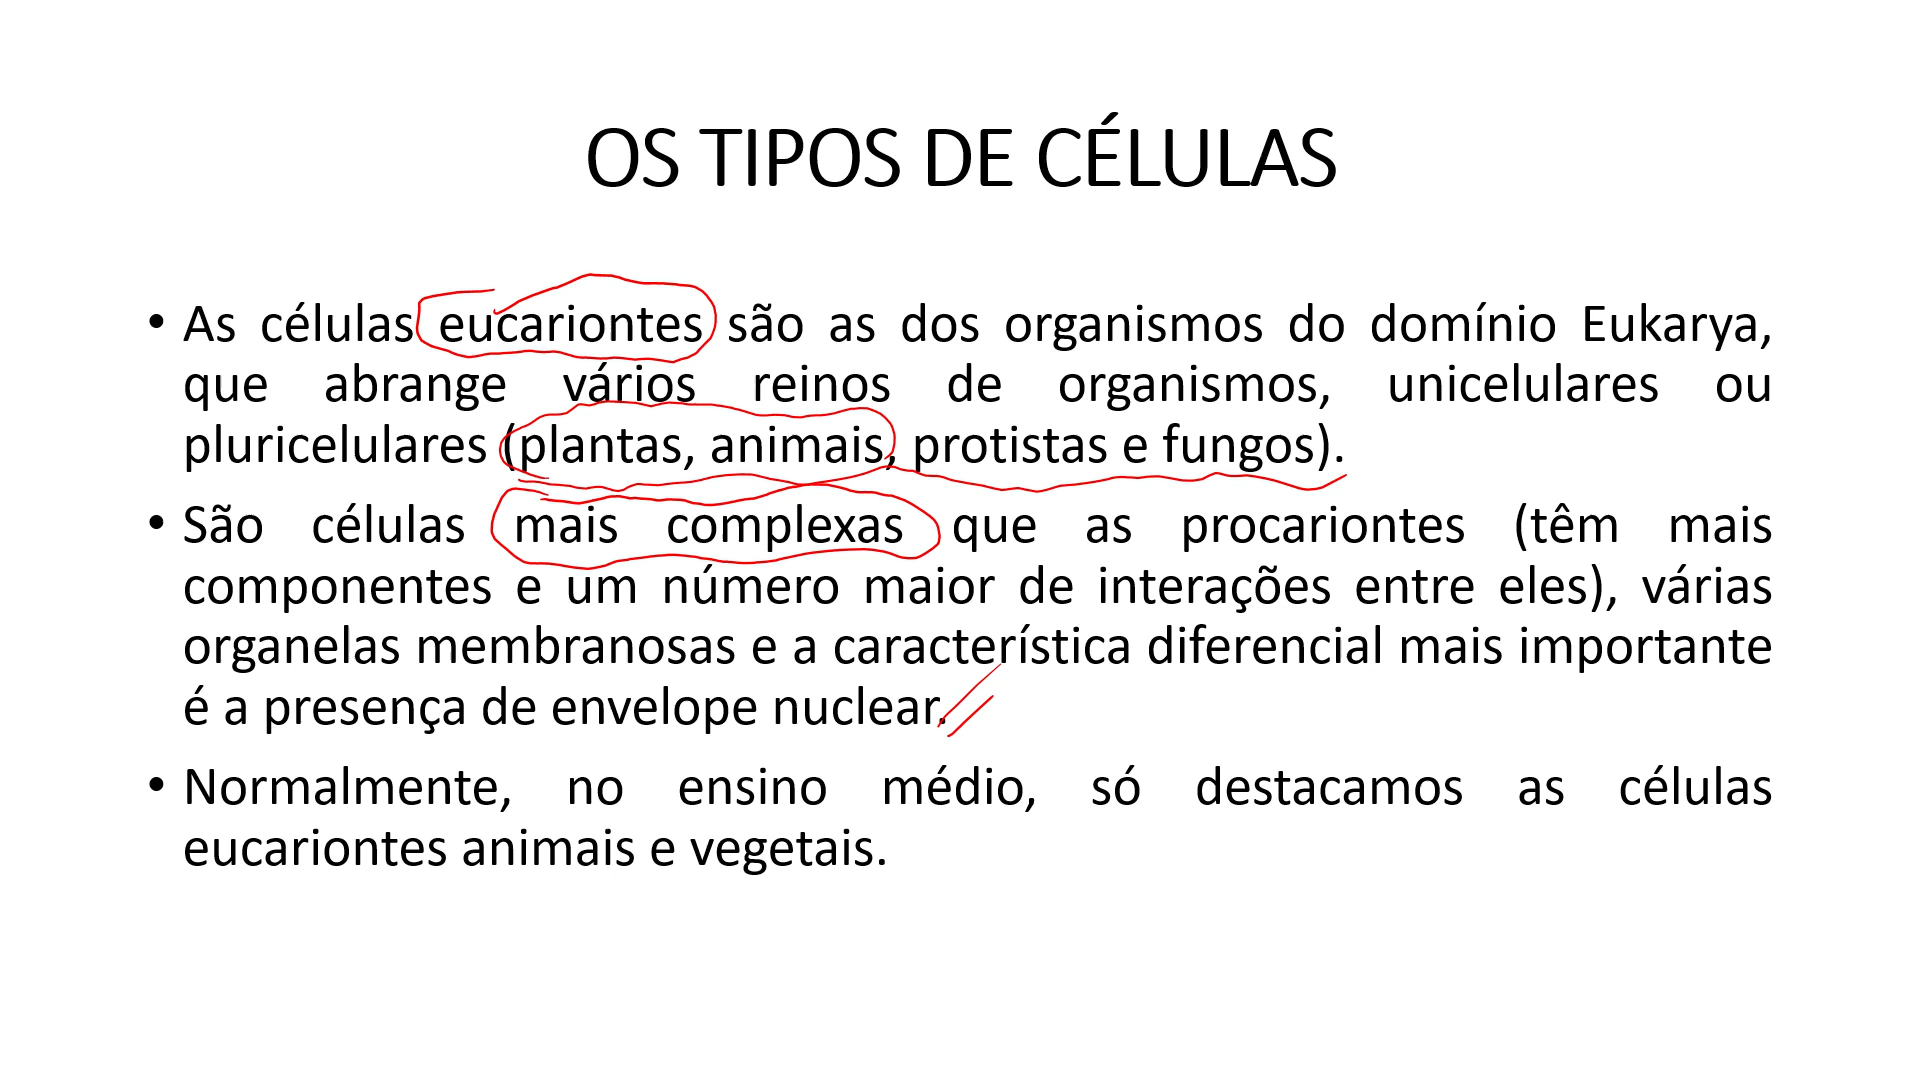 OS TIPOS DE CÉLULAS
• As células eucariontes são as dos organismos do domínio Eukarya,
que abrange vários reinos de organismos, unicelulares ou
pluricelulares (plantas, animais, protistas e fungos).
• São células mais complexas que as procariontes (têm mais
componentes e um número maior de interações entre eles), várias
organelas membranosas e a característica diferencial mais importante
é a presença de envelope nuclear.
• Normalmente, no ensino médio, só destacamos as células
eucariontes animais e vegetais.